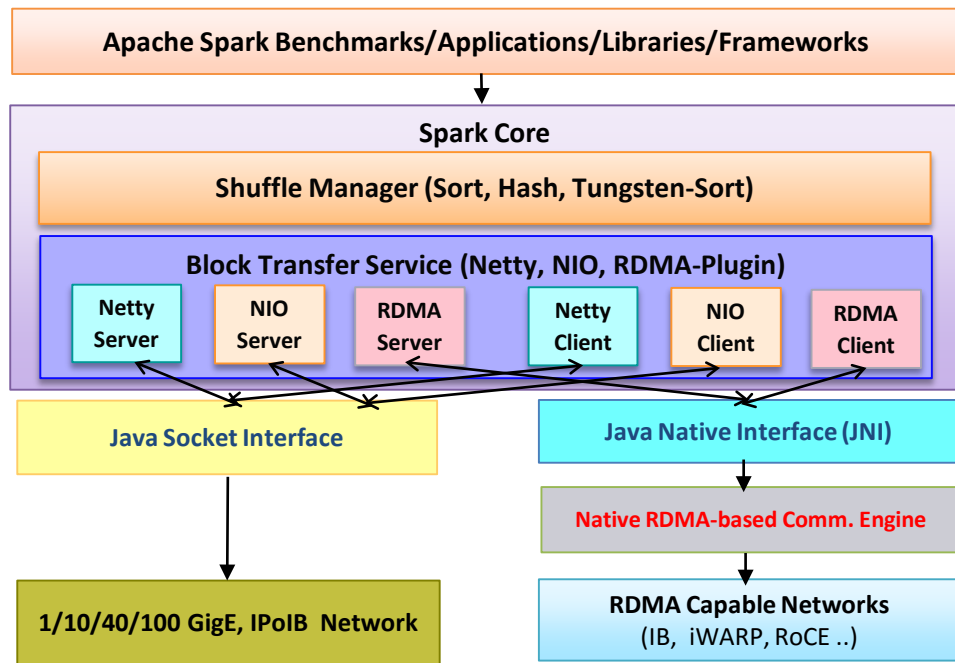 Apache Spark Benchmarks/Applications/Libraries/Frameworks
Spark Core
Shuffle Manager (Sort, Hash, Tungsten-Sort)
Block Transfer Service (Netty, NIO, RDMA-Plugin)
Netty
Server
NIO
Server
RDMA
Server
Netty
Client
NIO
Client
RDMA
Client
Java Socket Interface
Java Native Interface (JNI)
Native RDMA-based Comm. Engine
1/10/40/100 GigE, IPoIB Network
RDMA Capable Networks
(IB, iWARP, RoCE ..)